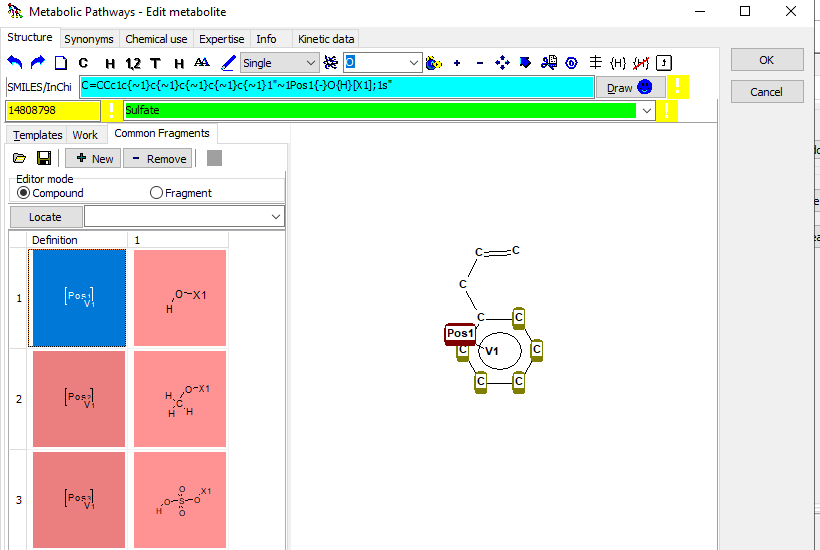 Metabolic Pathways - Edit metabolite
Structure Synonyms Chemical use Expertise Info Kinetic data
C H 1,2 T H AA Single O + - {H} {H}
OK
SMILES/InChi C=CCc1c{~1}c{~1}c{~1}c{~1}c{~1}1"~1Pos1{-}O{H}[X1];1s" Draw !
Cancel
14808798 ! Sulfate !
Templates Work Common Fragments
+ New - Remove
Editor mode
Compound Fragment
Locate
Definition 1
1 [Pos1] V1 H O X1
2 [Pos2] V1 H C H H O X1
3 [Pos3] V1 H O S O O O X1
C C
C
C C
Pos1
C V1 C
C C